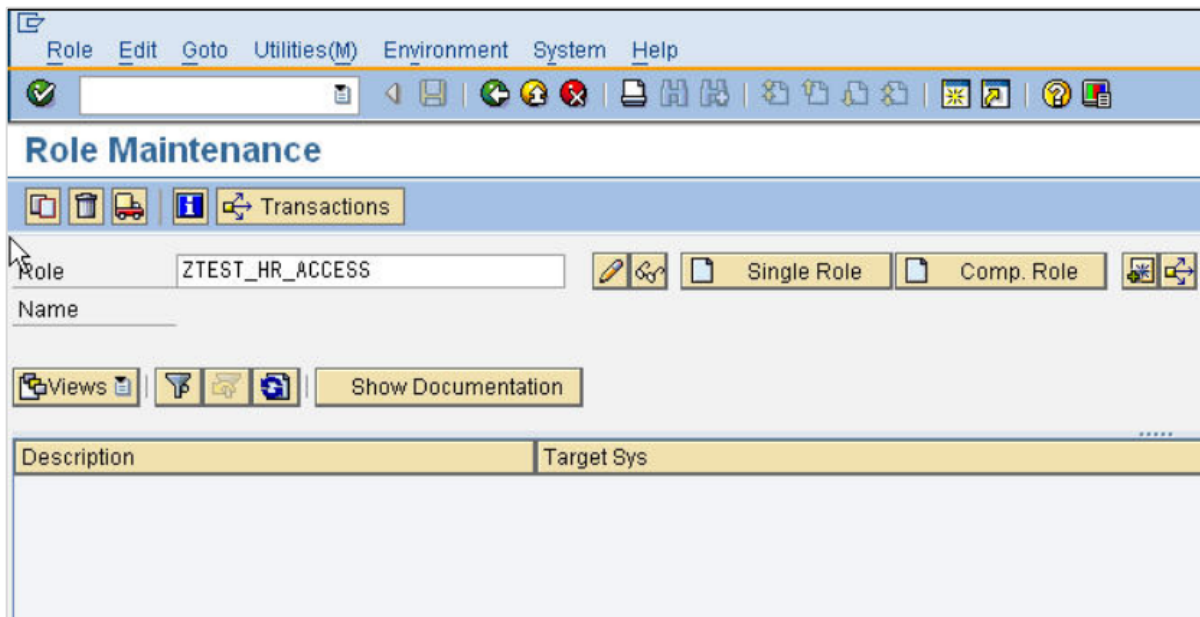 Role Edit Goto Utilities(M) Environment System Help
Role Maintenance
Transactions
Role ZTEST_HR_ACCESS Single Role Comp. Role
Name
Views Show Documentation
Description Target Sys